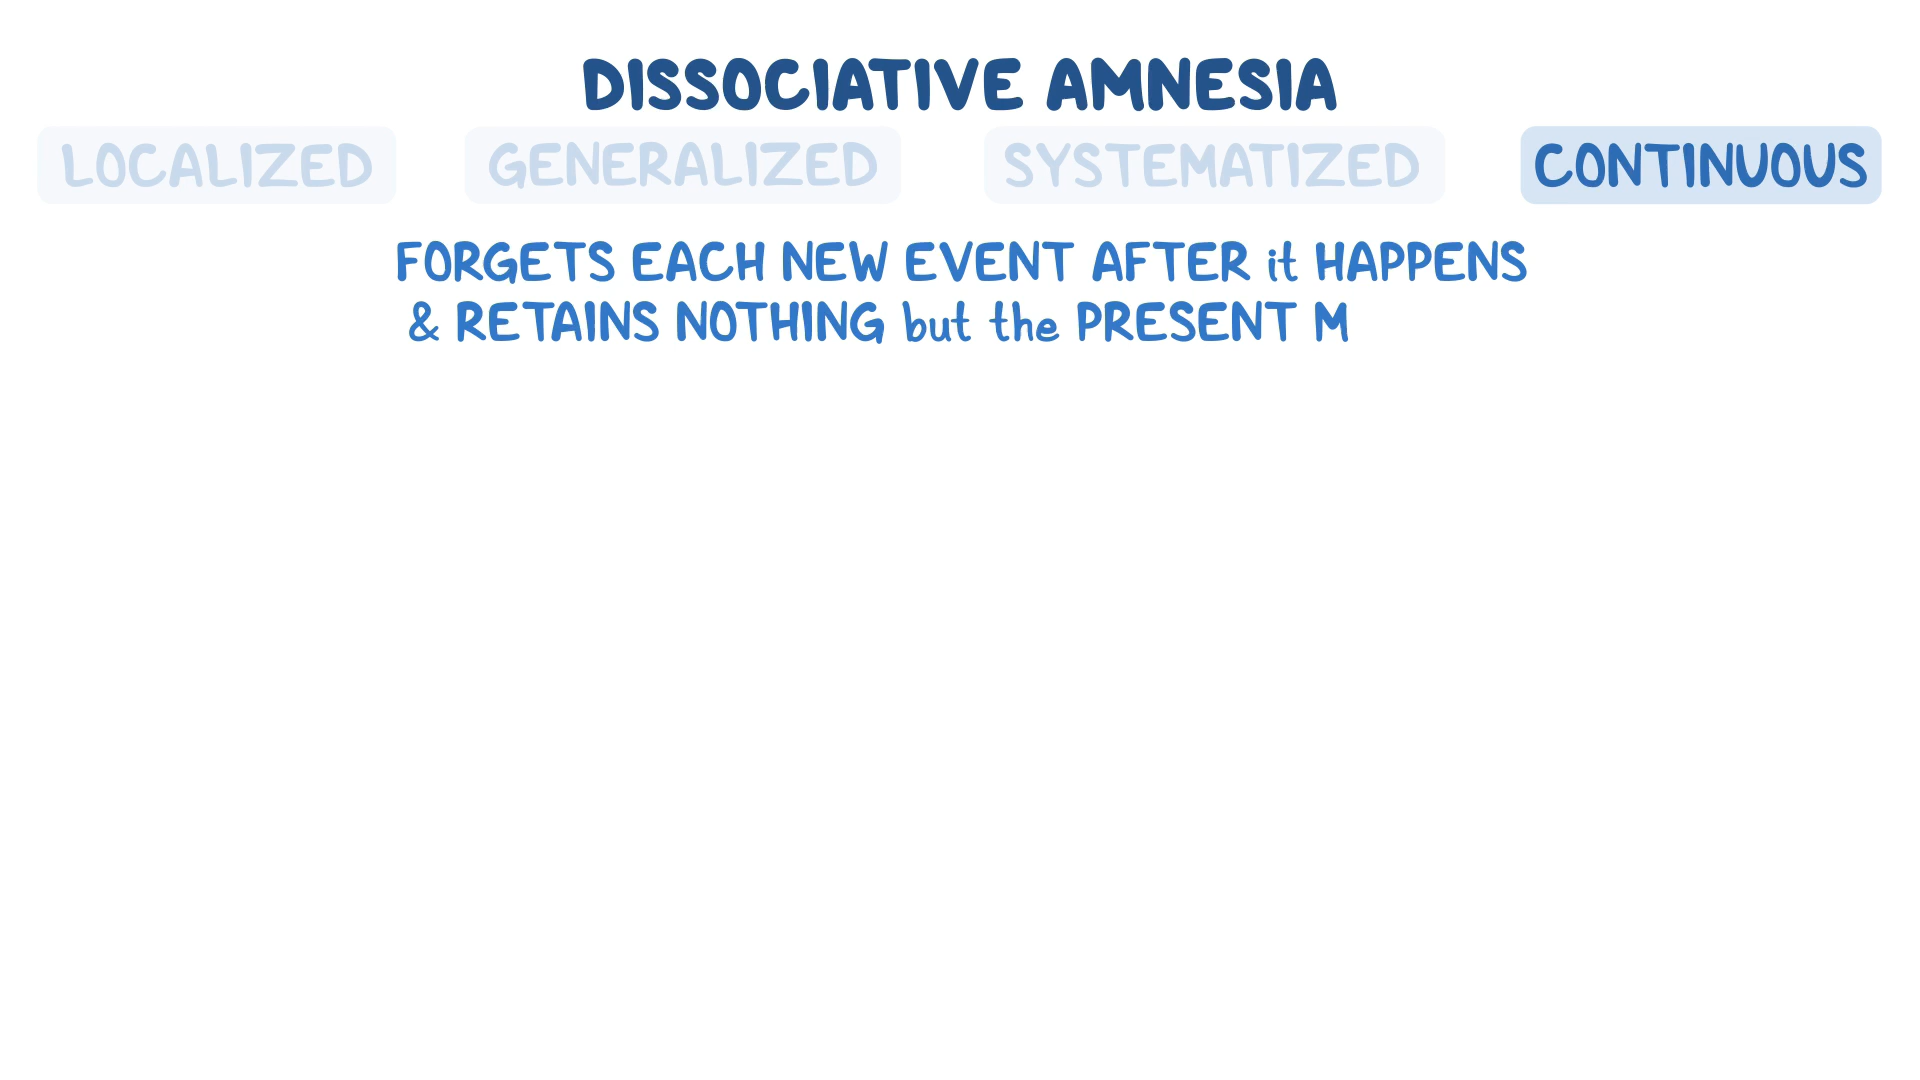 DISSOCIATIVE AMNESIA
LOCALIZED GENERALIZED SYSTEMATIZED CONTINUOUS
FORGETS EACH NEW EVENT AFTER it HAPPENS
& RETAINS NOTHING but the PRESENT M